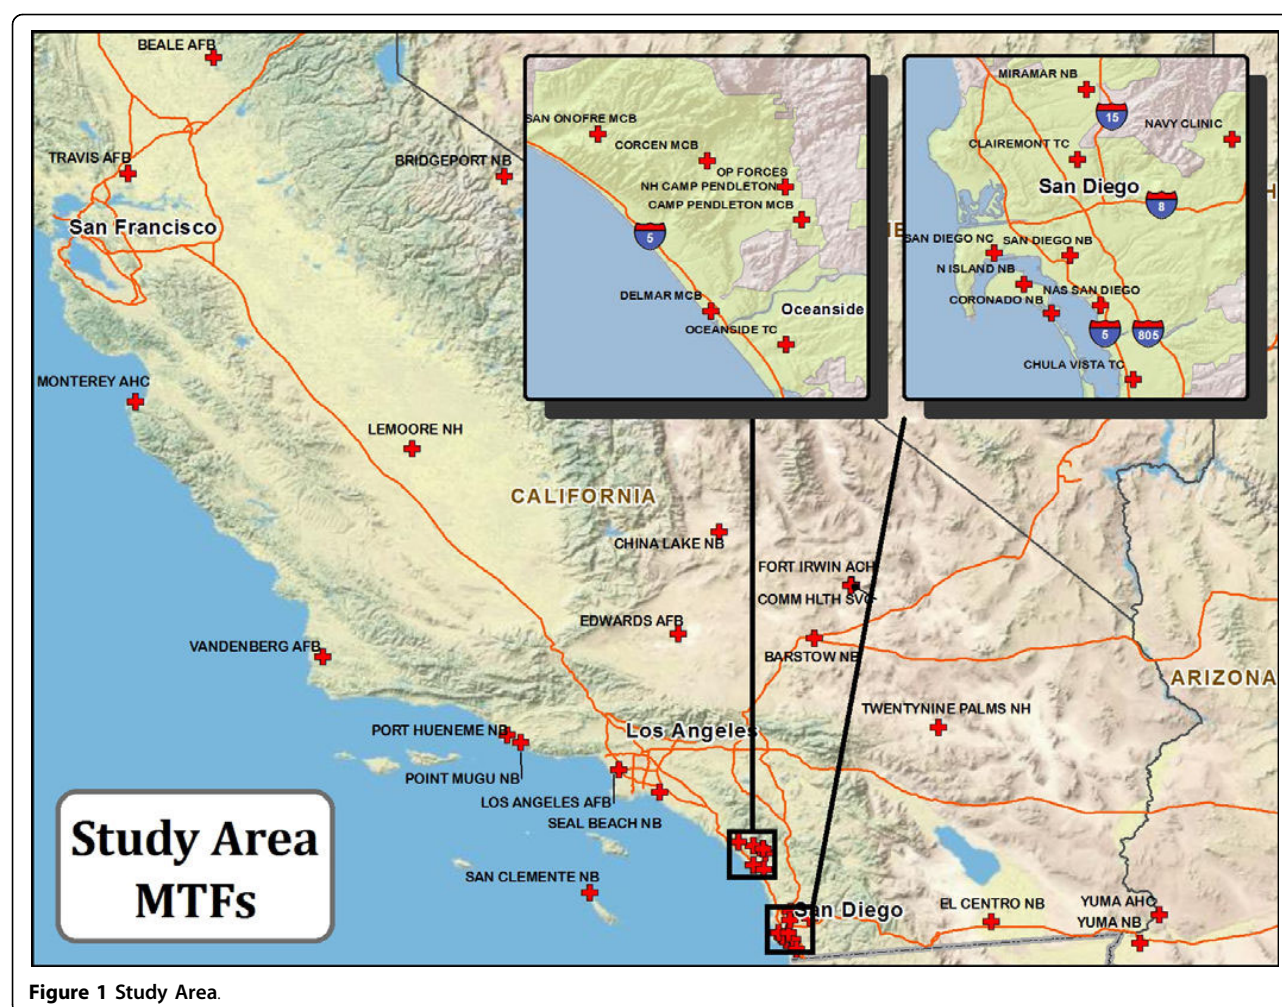 BEALE AFB
TRAVIS AFB
San Francisco
BRIDGEPORT NB
MONTEREY AHC
LEMOORE NH
CALIFORNIA
CHINA LAKE NB
FORT IRWIN ACH
COMM HLTH SVC
EDWARDS AFB
BARSTOW NB
VANDENBERG AFB
ARIZONA
TWENTYNINE PALMS NH
PORT HUENEME NB
Los Angeles
POINT MUGU NB
LOS ANGELES AFB
SEAL BEACH NB
SAN CLEMENTE NB
San Diego
EL CENTRO NB
YUMA AHC
YUMA NB
SAN ONOFRE MCB
CORCEN MCB
OP FORCES
NH CAMP PENDLETON
CAMP PENDLETON MCB
5
DELMAR MCB
Oceanside
OCEANSIDE TC
MIRAMAR NB
15
NAVY CLINIC
CLAIREMONT TC
San Diego
8
SAN DIEGO NC
SAN DIEGO NB
N ISLAND NB
NAS SAN DIEGO
CORONADO NB
5
805
CHULA VISTA TC
Study Area
MTFs
Figure 1 Study Area.